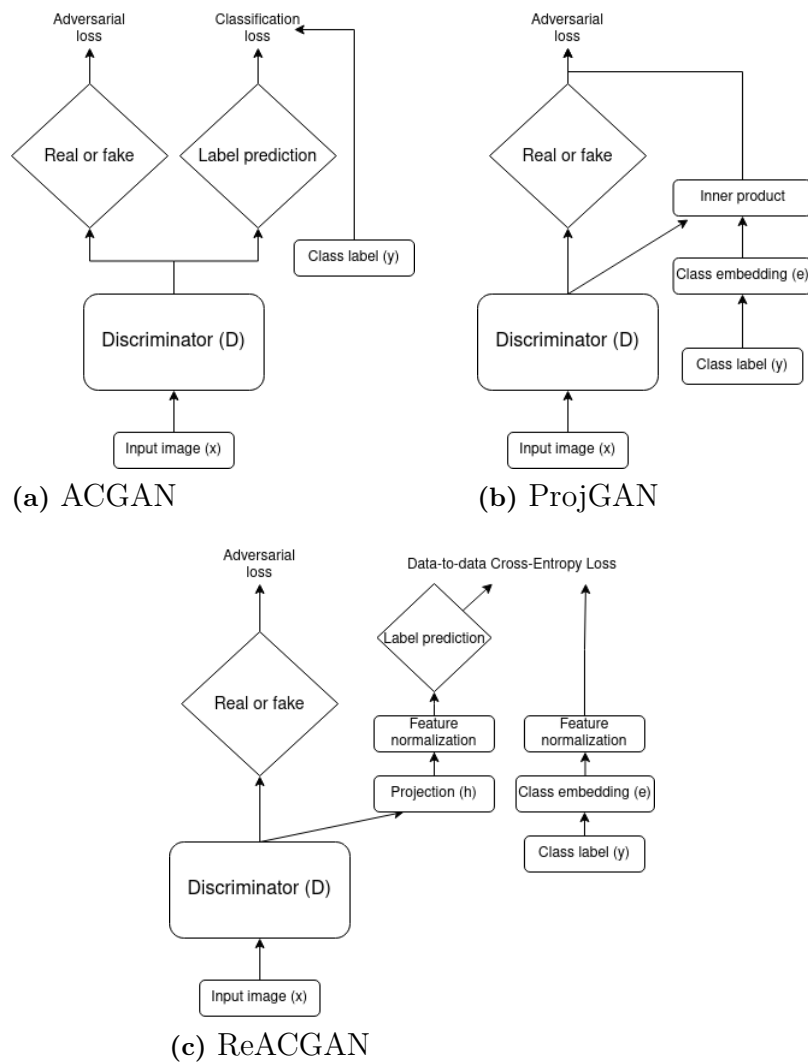 Adversarial
loss
Classification
loss
Real or fake
Label prediction
Class label (y)
Discriminator (D)
Input image (x)
(a) ACGAN
Adversarial
loss
Real or fake
Inner product
Class embedding (e)
Discriminator (D)
Class label (y)
Input image (x)
(b) ProjGAN
Adversarial
loss
Data-to-data Cross-Entropy Loss
Label prediction
Real or fake
Feature
normalization
Feature
normalization
Projection (h)
Class embedding (e)
Class label (y)
Discriminator (D)
Input image (x)
(c) ReACGAN